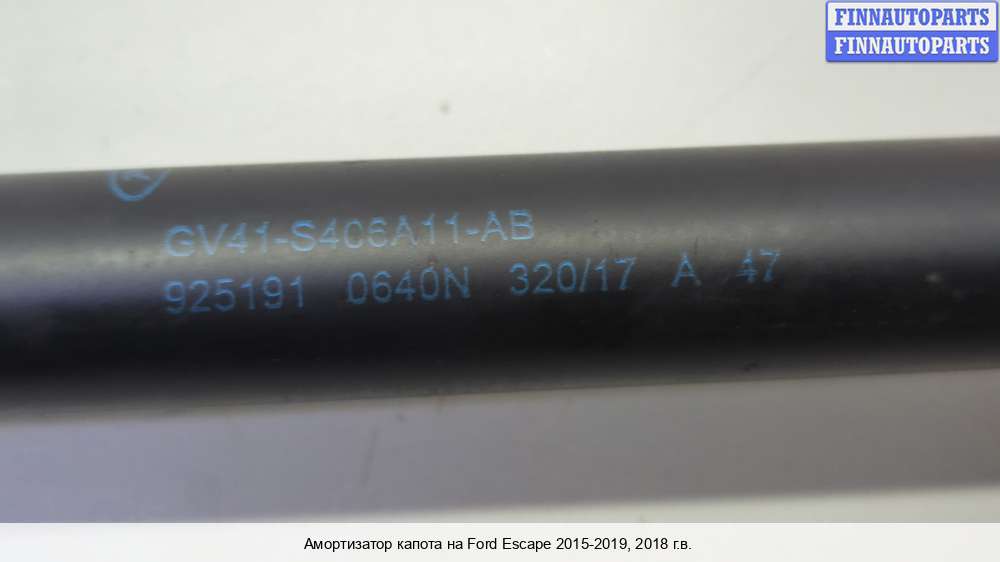 FINNAUTOPARTS
FINNAUTOPARTS
GV41-S406A11-AB
925191 0640N 320/17 A 47
Амортизатор капота на Ford Escape 2015-2019, 2018 г.в.